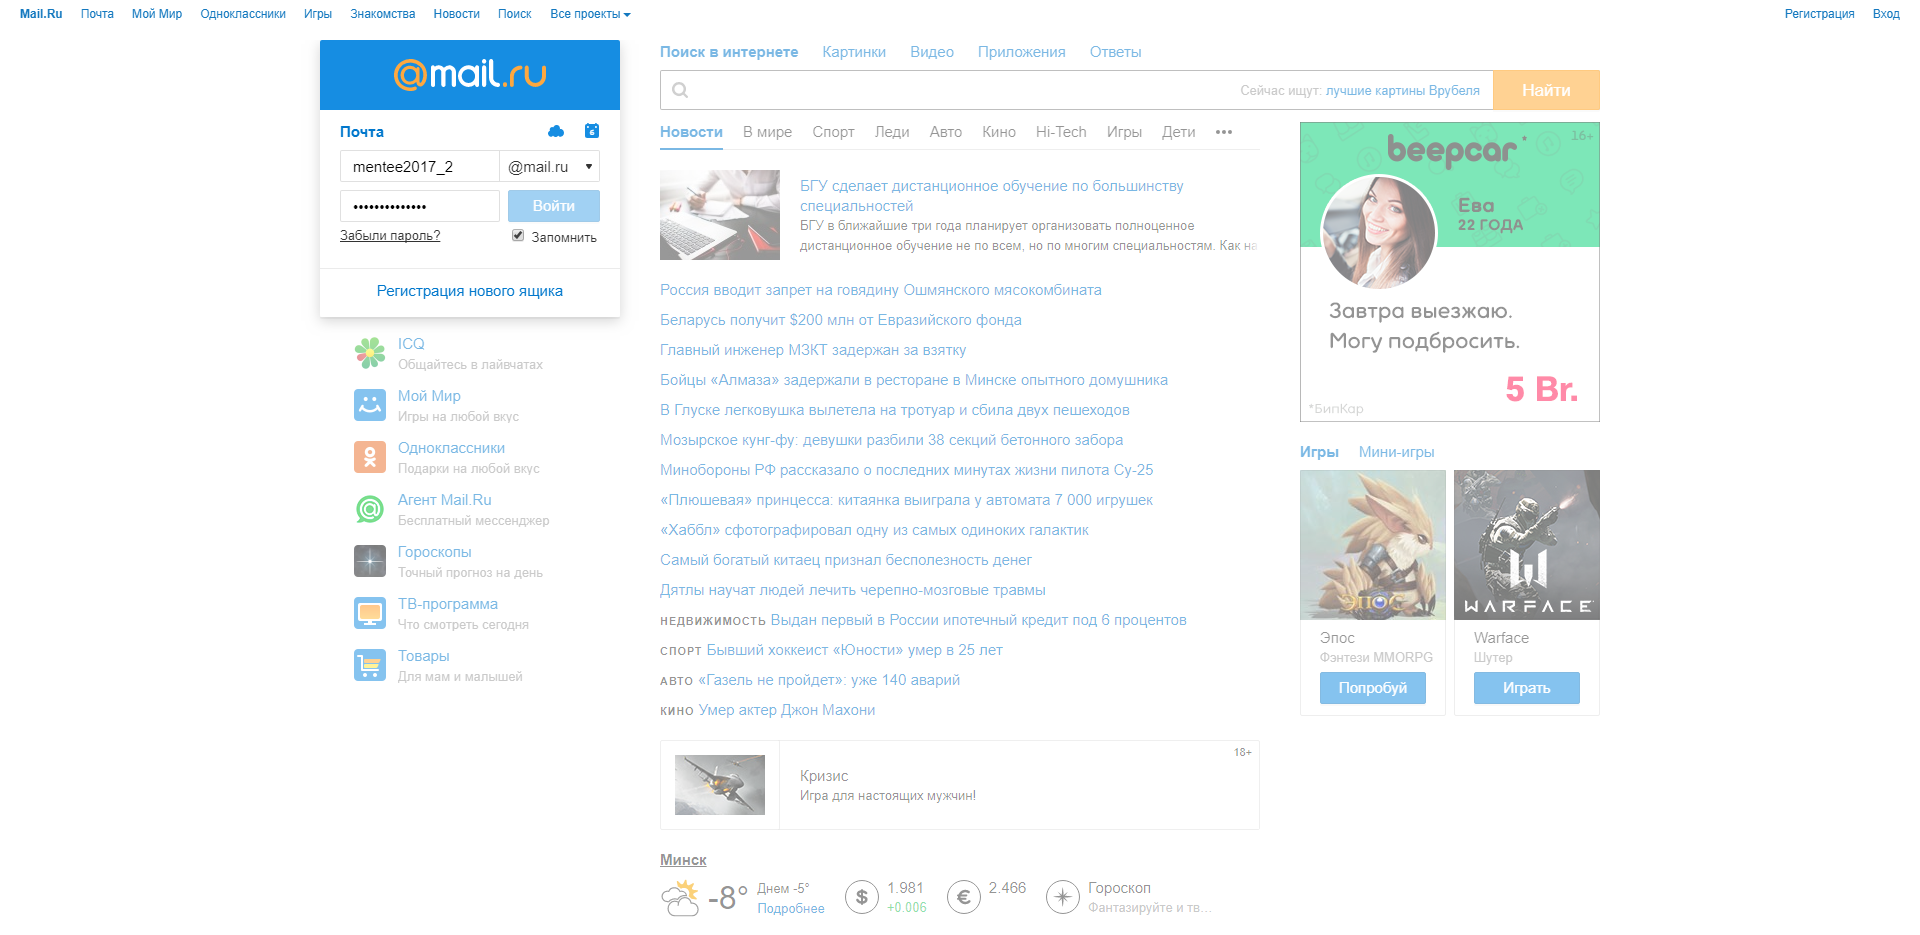 Mail.Ru Почта Мой Мир Одноклассники Игры Знакомства Новости Поиск Все проекты Регистрация Вход
@mail.ru
Почта
6
mentee2017_2 @mail.ru
•••••••••••••• Войти
Забыли пароль? Запомнить
Регистрация нового ящика
ICQ
Общайтесь в лайвчатах
Мой Мир
Игры на любой вкус
Одноклассники
Подарки на любой вкус
Агент Mail.Ru
Бесплатный мессенджер
Гороскопы
Точный прогноз на день
ТВ-программа
Что смотреть сегодня
Товары
Для мам и малышей
Поиск в интернете Картинки Видео Приложения Ответы
Сейчас ищут: лучшие картины Врубеля Найти
Новости В мире Спорт Леди Авто Кино Hi-Tech Игры Дети •••
БГУ сделает дистанционное обучение по большинству
специальностей
БГУ в ближайшие три года планирует организовать полноценное
дистанционное обучение не по всем, но по многим специальностям. Как на
Россия вводит запрет на говядину Ошмянского мясокомбината
Беларусь получит $200 млн от Евразийского фонда
Главный инженер МЗКТ задержан за взятку
Бойцы «Алмаза» задержали в ресторане в Минске опытного домушника
В Глуске легковушка вылетела на тротуар и сбила двух пешеходов
Мозырское кунг-фу: девушки разбили 38 секций бетонного забора
Минобороны РФ рассказало о последних минутах жизни пилота Су-25
«Плюшевая» принцесса: китаянка выиграла у автомата 7 000 игрушек
«Хаббл» сфотографировал одну из самых одиноких галактик
Самый богатый китаец признал бесполезность денег
Дятлы научат людей лечить черепно-мозговые травмы
НЕДВИЖИМОСТЬ Выдан первый в России ипотечный кредит под 6 процентов
СПОРТ Бывший хоккеист «Юности» умер в 25 лет
АВТО «Газель не пройдет»: уже 140 аварий
КИНО Умер актер Джон Махони
18+
Кризис
Игра для настоящих мужчин!
Минск
-8° Днем -5°
Подробнее
$ 1.981
+0.006
€ 2.466
Гороскоп
Фантазируйте и тв...
16+
beepcar*
Ева
22 ГОДА
Завтра выезжаю.
Могу подбросить.
5 Br.
*БипКар
Игры Мини-игры
ЭПОС
WARFACE
Эпос
Фэнтези MMORPG
Попробуй
Warface
Шутер
Играть